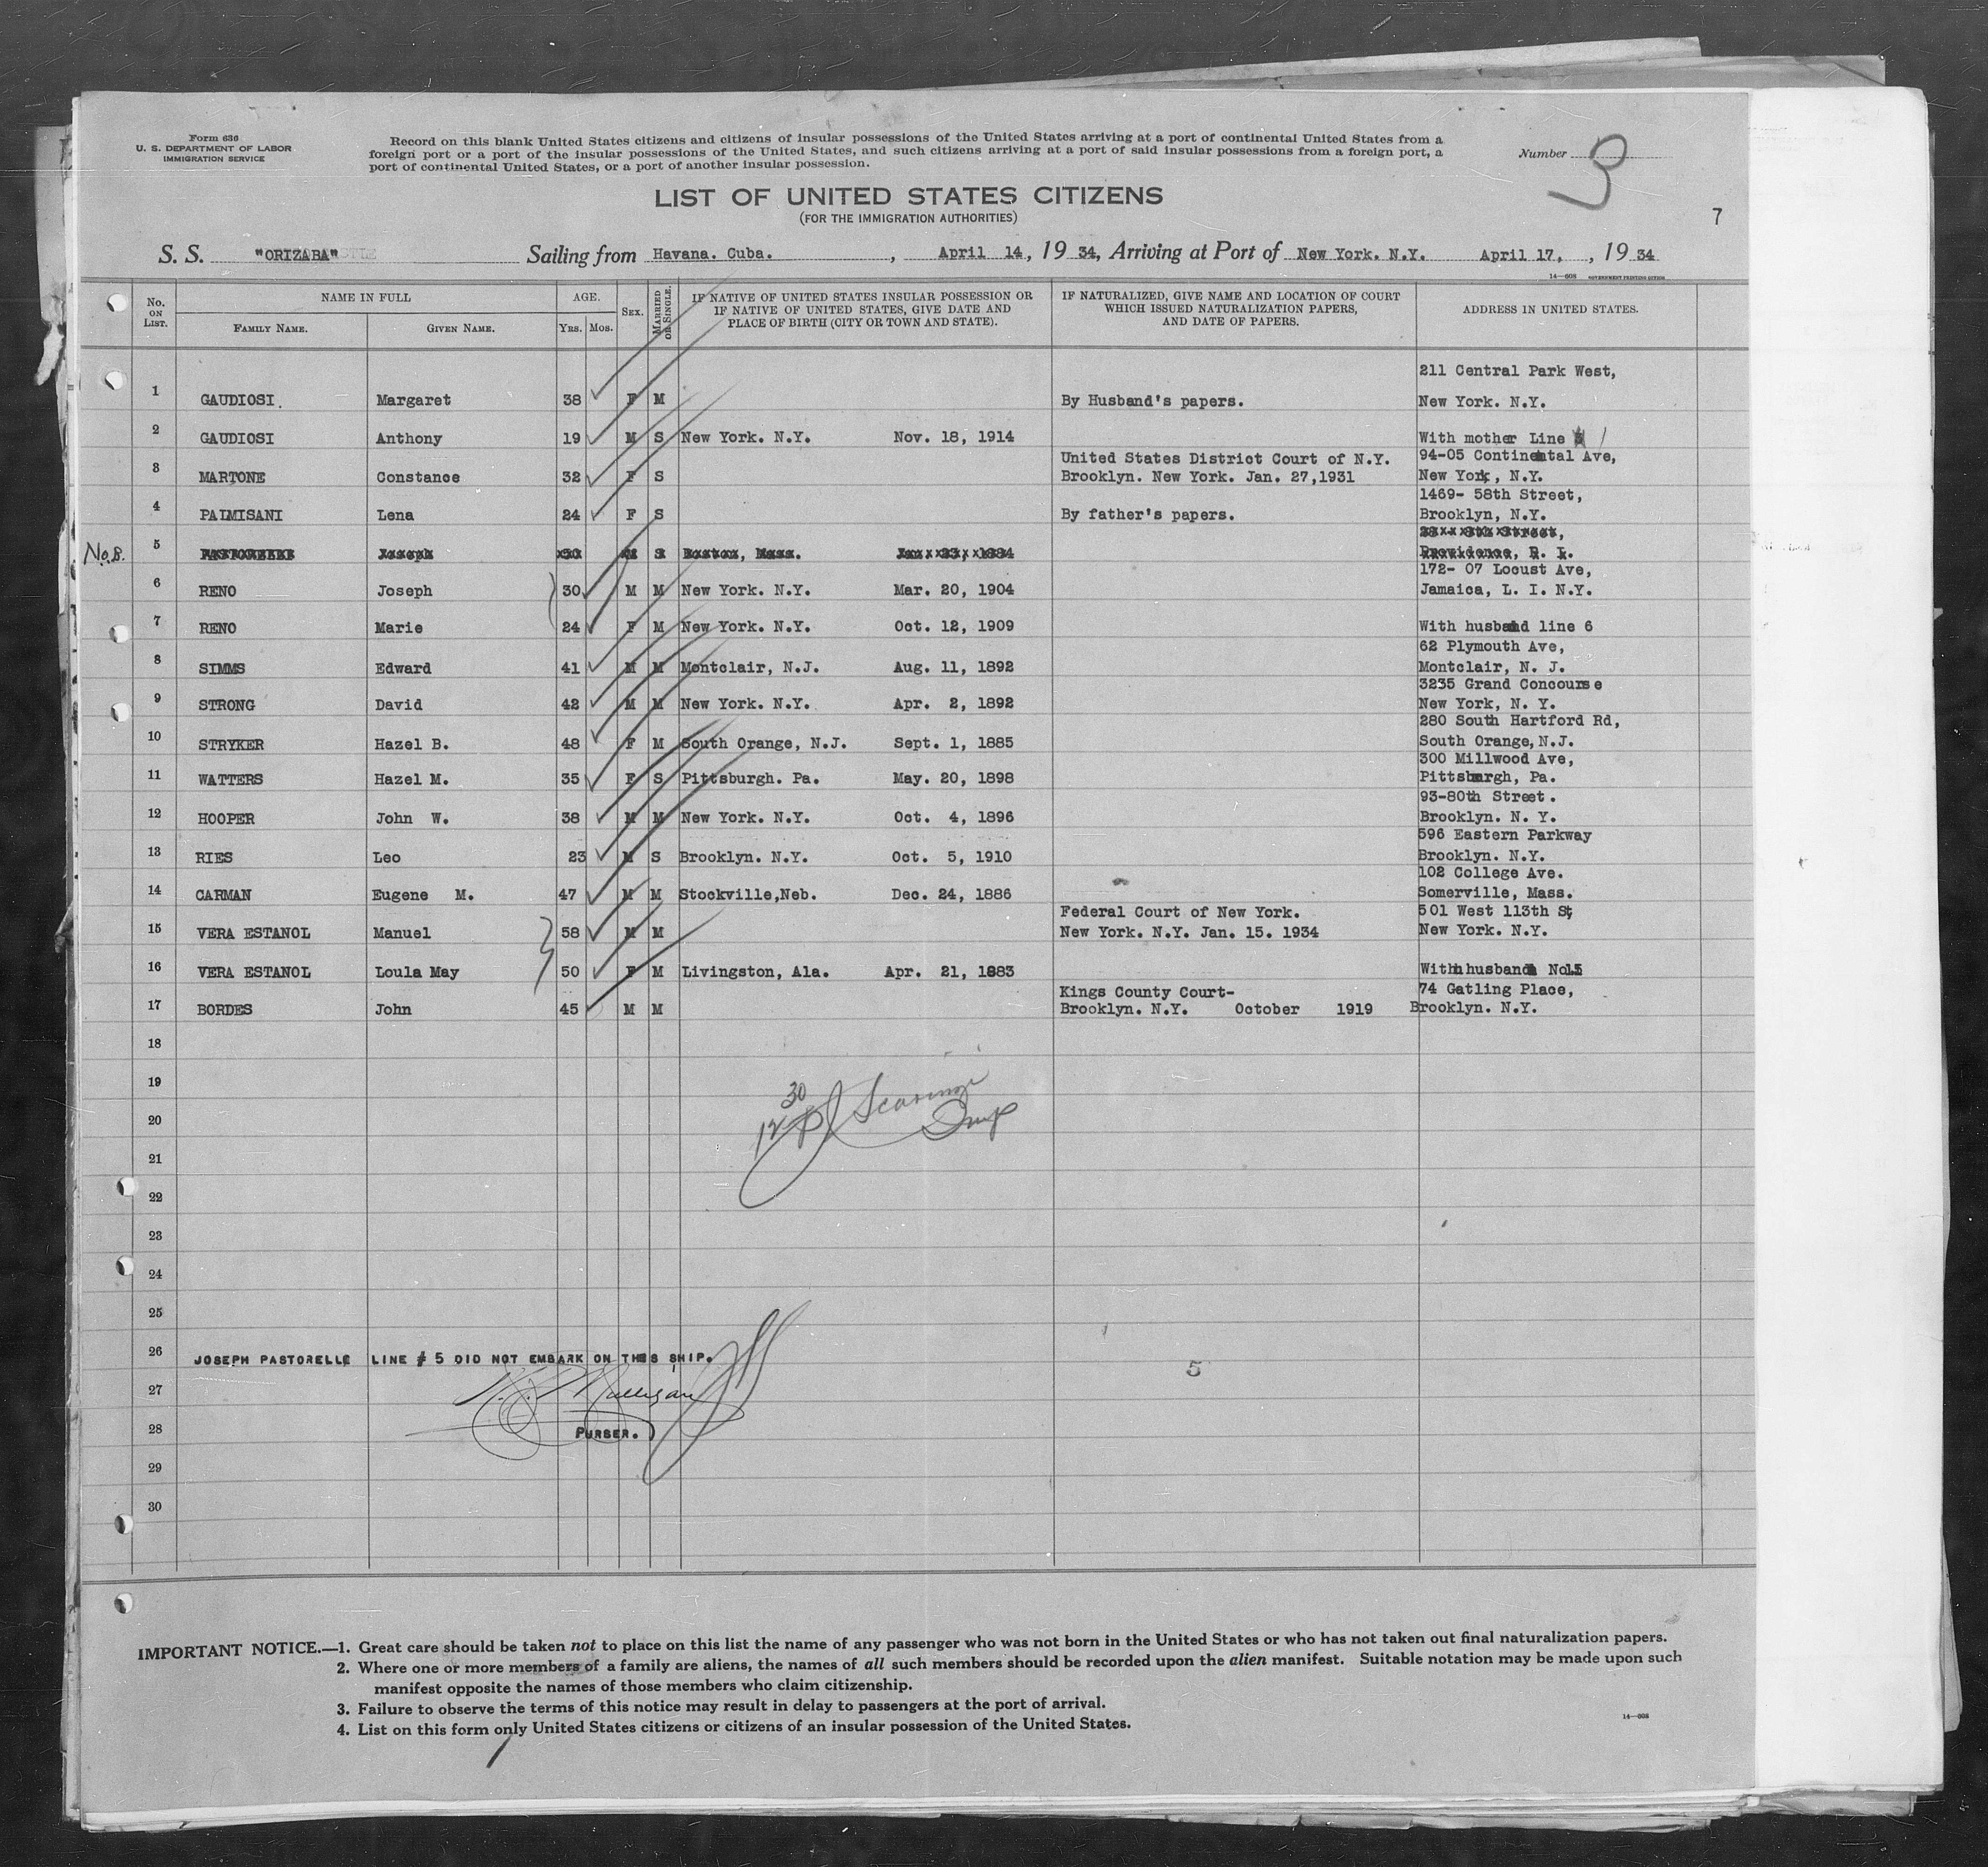 Form 636
U. S. DEPARTMENT OF LABOR
IMMIGRATION SERVICE
Record on this blank United States citizens and citizens of insular possessions of the United States arriving at a port of continental United States from a
foreign port or a port of the insular possessions of the United States, and such citizens arriving at a port of said insular possessions from a foreign port, a
port of continental United States, or a port of another insular possession.
Number 3
LIST OF UNITED STATES CITIZENS
(FOR THE IMMIGRATION AUTHORITIES)
7
S. S. "ORIZABA" Sailing from Havana. Cuba. , April 14, 1934, Arriving at Port of New York. N.Y. April 17, , 1934
14—608 GOVERNMENT PRINTING OFFICE
No. ON LIST. NAME IN FULL FAMILY NAME. GIVEN NAME. AGE. Yrs. Mos. Sex. MARRIED OR SINGLE. IF NATIVE OF UNITED STATES INSULAR POSSESSION OR IF NATIVE OF UNITED STATES, GIVE DATE AND PLACE OF BIRTH (CITY OR TOWN AND STATE). IF NATURALIZED, GIVE NAME AND LOCATION OF COURT WHICH ISSUED NATURALIZATION PAPERS, AND DATE OF PAPERS. ADDRESS IN UNITED STATES.
211 Central Park West,
1 GAUDIOSI. Margaret 38 F M By Husband's papers. New York. N.Y.
2 GAUDIOSI Anthony 19 M S New York. N.Y. Nov. 18, 1914 With mother Line 1
United States District Court of N.Y. 94-05 Continental Ave,
3 MARTONE Constance 32 F S Brooklyn. New York. Jan. 27,1931 New York, N.Y.
1469- 58th Street,
4 PALMISANI Lena 24 F S By father's papers. Brooklyn, N.Y.
No.B. 5 Joseph Boston, Mass. 1884 Providence, R. I.
172- 07 Locust Ave,
6 RENO Joseph 30 M M New York. N.Y. Mar. 20, 1904 Jamaica, L. I. N.Y.
7 RENO Marie 24 F M New York. N.Y. Oct. 12, 1909 With husband line 6
62 Plymouth Ave,
8 SIMMS Edward 41 M M Montclair, N.J. Aug. 11, 1892 Montclair, N. J.
3235 Grand Concourse
9 STRONG David 42 M M New York. N.Y. Apr. 2, 1892 New York, N. Y.
280 South Hartford Rd,
10 STRYKER Hazel B. 48 F M South Orange, N.J. Sept. 1, 1885 South Orange, N.J.
300 Millwood Ave,
11 WATTERS Hazel M. 35 F S Pittsburgh. Pa. May. 20, 1898 Pittsburgh, Pa.
93-80th Street.
12 HOOPER John W. 38 M M New York. N.Y. Oct. 4, 1896 Brooklyn. N. Y.
596 Eastern Parkway
13 RIES Leo 23 M S Brooklyn. N.Y. Oct. 5, 1910 Brooklyn. N.Y.
102 College Ave.
14 CARMAN Eugene M. 47 M M Stockville,Neb. Dec. 24, 1886 Somerville, Mass.
Federal Court of New York. 501 West 113th St,
15 VERA ESTANOL Manuel 58 M M New York. N.Y. Jan. 15. 1934 New York. N.Y.
16 VERA ESTANOL Loula May 50 F M Livingston, Ala. Apr. 21, 1883 With husband No15
Kings County Court- 74 Gatling Place,
17 BORDES John 45 M M Brooklyn. N.Y. October 1919 Brooklyn. N.Y.
18
19
20
21
22
23
24
25
26 JOSEPH PASTORELLE LINE # 5 DID NOT EMBARK ON THIS SHIP.
5
27
28 PURSER.
29
30
IMPORTANT NOTICE.—1. Great care should be taken not to place on this list the name of any passenger who was not born in the United States or who has not taken out final naturalization papers.
2. Where one or more members of a family are aliens, the names of all such members should be recorded upon the alien manifest. Suitable notation may be made upon such
manifest opposite the names of those members who claim citizenship.
3. Failure to observe the terms of this notice may result in delay to passengers at the port of arrival.
4. List on this form only United States citizens or citizens of an insular possession of the United States.
14—608